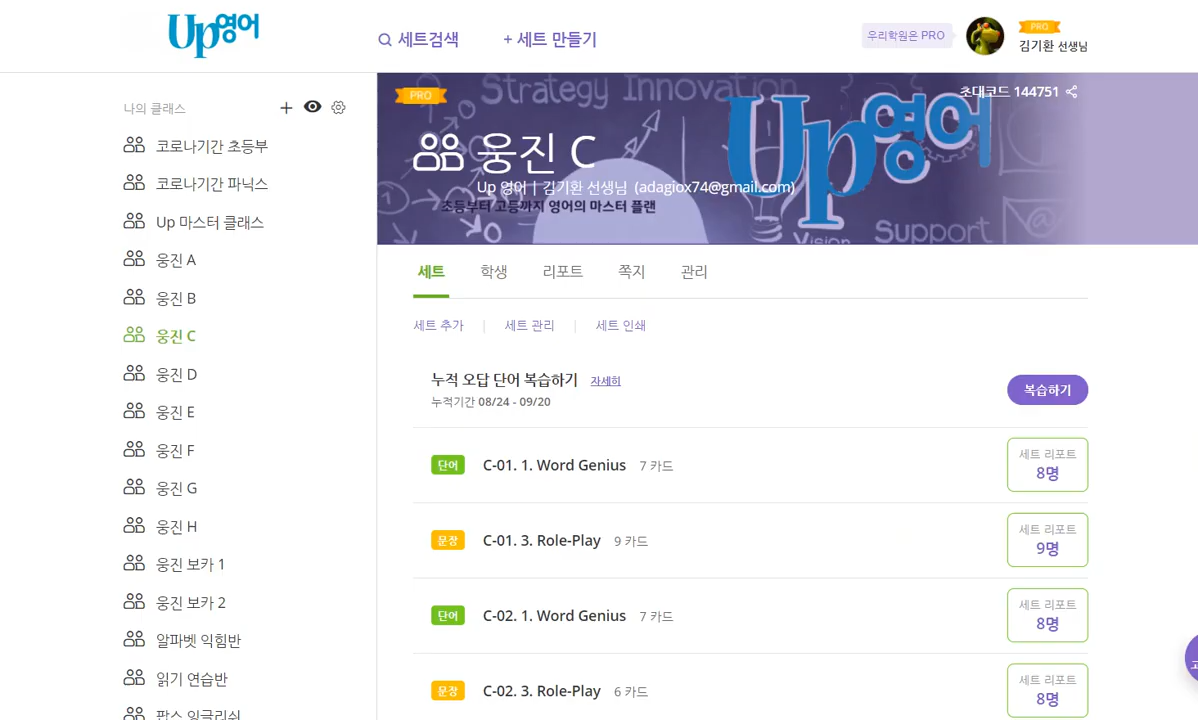 Up영어
세트검색
+ 세트 만들기
우리학원은 PRO
PRO
김기환 선생님
나의 클래스
코로나기간 초등부
코로나기간 파닉스
Up 마스터 클래스
웅진 A
웅진 B
웅진 C
웅진 D
웅진 E
웅진 F
웅진 G
웅진 H
웅진 보카 1
웅진 보카 2
알파벳 익힘반
읽기 연습반
팝스 잉글리쉬
PRO
Strategy Innovation
초대코드 144751
웅진 C
Up영어
Up 영어 | 김기환 선생님 (adagiox74@gmail.com)
초등부터 고등까지 영어의 마스터 플랜
Vision
Support
세트
학생
리포트
쪽지
관리
세트 추가 | 세트 관리 | 세트 인쇄
누적 오답 단어 복습하기 자세히
누적기간 08/24 - 09/20
복습하기
단어 C-01. 1. Word Genius 7 카드
세트 리포트
8명
문장 C-01. 3. Role-Play 9 카드
세트 리포트
9명
단어 C-02. 1. Word Genius 7 카드
세트 리포트
8명
문장 C-02. 3. Role-Play 6 카드
세트 리포트
8명